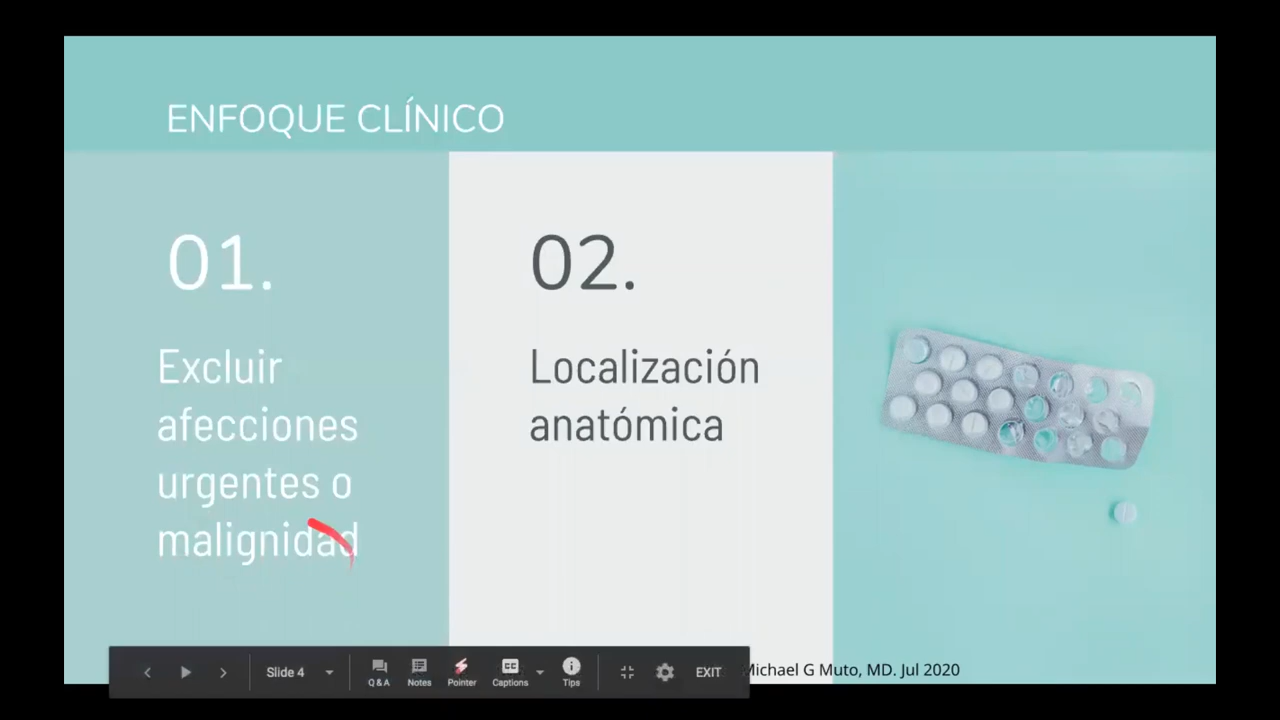 ENFOQUE CLÍNICO
01.
Excluir
afecciones
urgentes o
malignidad
02.
Localización
anatómica
Michael G Muto, MD. Jul 2020
Slide 4
Q&A
Notes
Pointer
Captions
Tips
EXIT